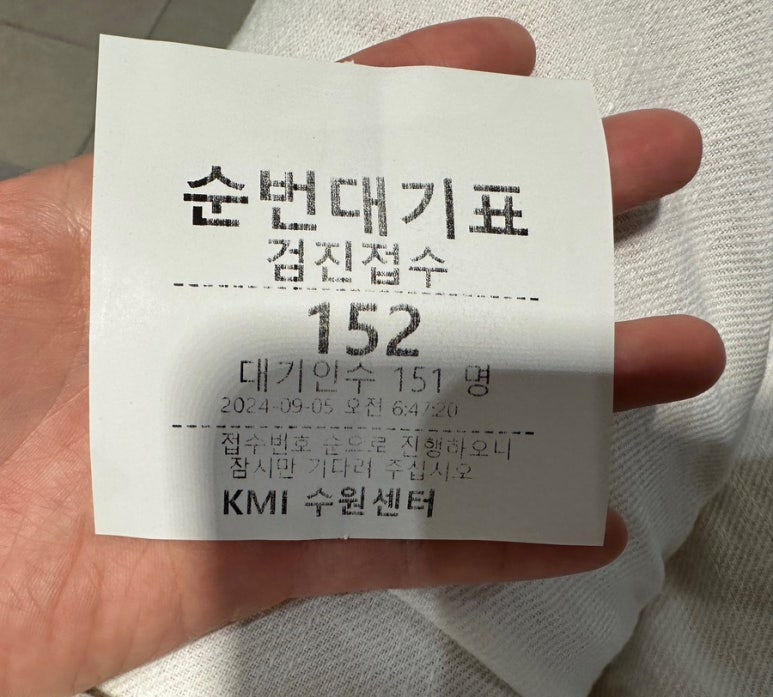 순번대기표
검진접수
152
대기인수 151 명
2024-09-05 오전 6:47:20
접수번호 순으로 진행하오니
잠시만 기다려 주십시오
KMI 수원센터